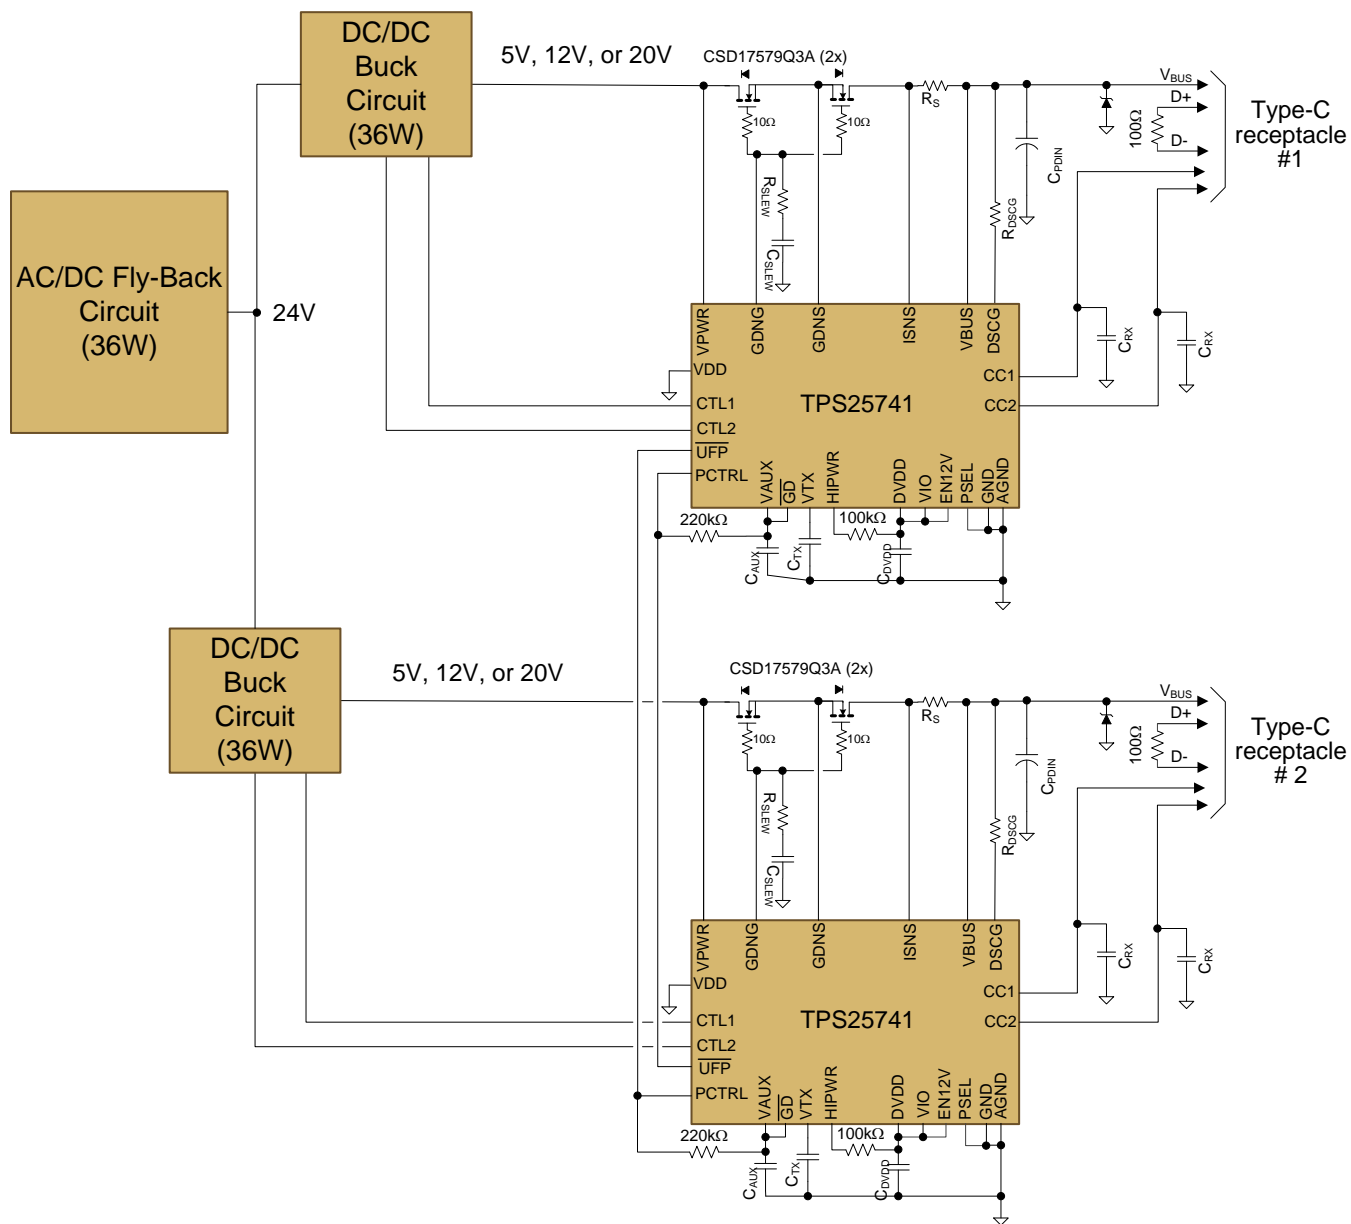 DC/DC
Buck
Circuit
(36W)
5V, 12V, or 20V
CSD17579Q3A (2x)
10Ω
10Ω
RS
VBUS
D+
100Ω
D-
Type-C
receptacle
#1
CPDIN
RSLEW
CSLEW
RDSCG
AC/DC Fly-Back
Circuit
(36W)
24V
VPWR
GDNG
GDNS
ISNS
VBUS
DSCG
CRX
CRX
VDD
CC1
CTL1
TPS25741
CC2
CTL2
UFP
PCTRL
VAUX
GD
VTX
HIPWR
DVDD
VIO
EN12V
PSEL
GND
AGND
220kΩ
100kΩ
CAUX
CTX
CDVDD
DC/DC
Buck
Circuit
(36W)
5V, 12V, or 20V
CSD17579Q3A (2x)
10Ω
10Ω
RS
VBUS
D+
100Ω
D-
Type-C
receptacle
# 2
CPDIN
RSLEW
CSLEW
RDSCG
VPWR
GDNG
GDNS
ISNS
VBUS
DSCG
CRX
CRX
VDD
CC1
CTL1
TPS25741
CC2
CTL2
UFP
PCTRL
VAUX
GD
VTX
HIPWR
DVDD
VIO
EN12V
PSEL
GND
AGND
220kΩ
100kΩ
CAUX
CTX
CDVDD